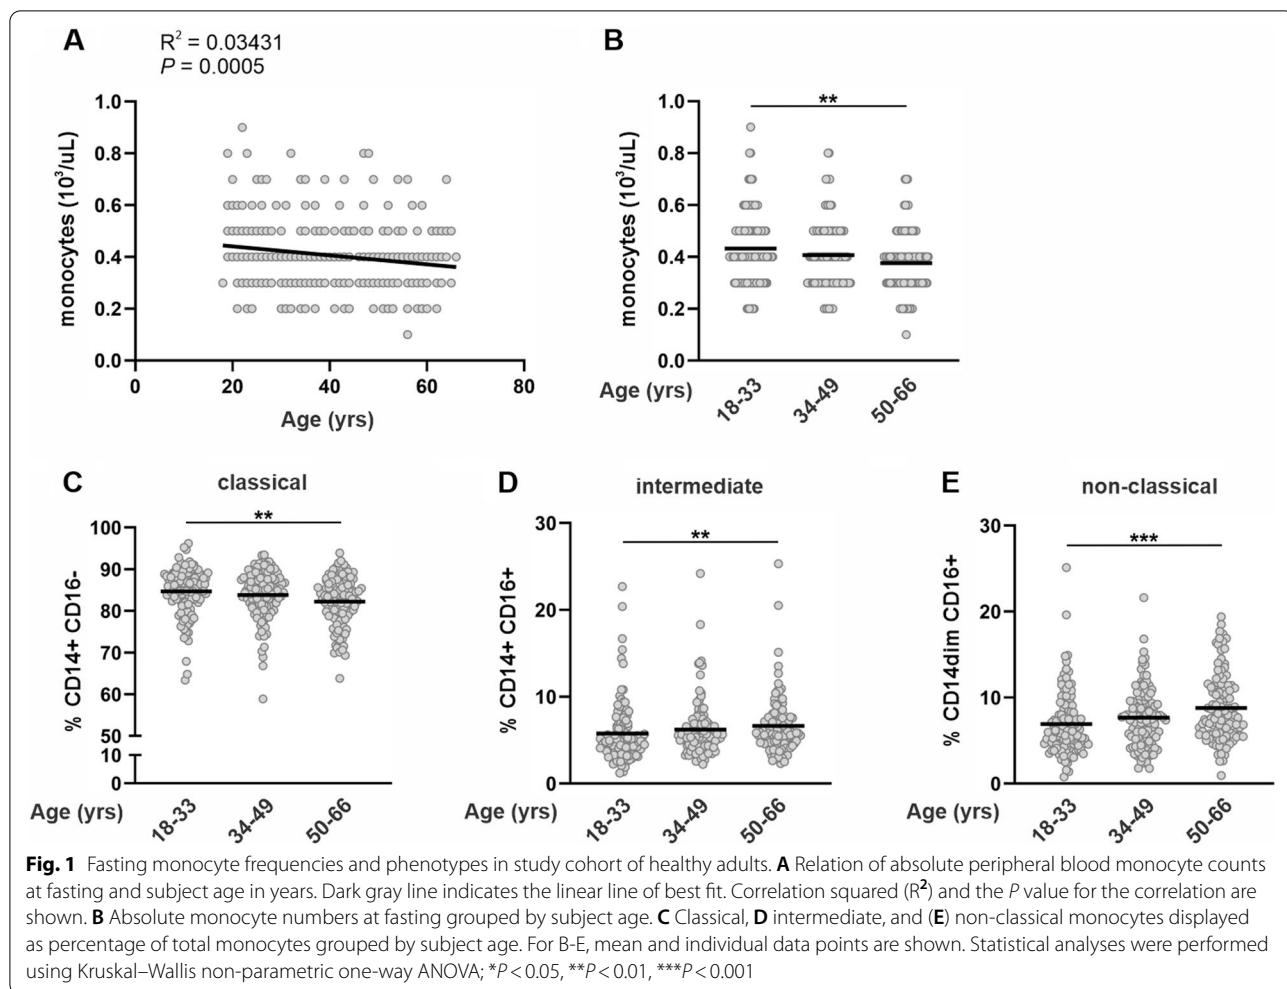 A
R² = 0.03431
P = 0.0005
monocytes (10³/uL)
1.0
0.8
0.6
0.4
0.2
0.0
0 20 40 60 80
Age (yrs)
B
**
monocytes (10³/uL)
1.0
0.8
0.6
0.4
0.2
0.0
Age (yrs) 18-33 34-49 50-66
C classical
**
% CD14+ CD16-
100
90
80
70
60
50
10
0
Age (yrs) 18-33 34-49 50-66
D intermediate
**
% CD14+ CD16+
30
20
10
0
Age (yrs) 18-33 34-49 50-66
E non-classical
***
% CD14dim CD16+
30
20
10
0
Age (yrs) 18-33 34-49 50-66
Fig. 1 Fasting monocyte frequencies and phenotypes in study cohort of healthy adults. A Relation of absolute peripheral blood monocyte counts
at fasting and subject age in years. Dark gray line indicates the linear line of best fit. Correlation squared (R²) and the P value for the correlation are
shown. B Absolute monocyte numbers at fasting grouped by subject age. C Classical, D intermediate, and (E) non-classical monocytes displayed
as percentage of total monocytes grouped by subject age. For B-E, mean and individual data points are shown. Statistical analyses were performed
using Kruskal–Wallis non-parametric one-way ANOVA; *P < 0.05, **P < 0.01, ***P < 0.001